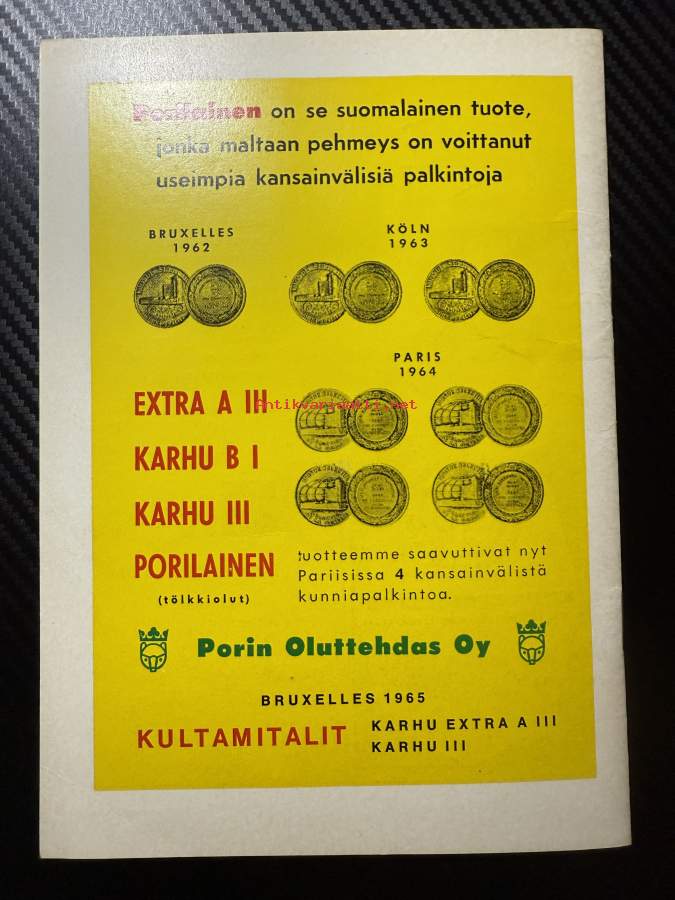 Porilainen on se suomalainen tuote,
jonka maltaan pehmeys on voittanut
useimpia kansainvälisiä palkintoja
BRUXELLES
1962
KÖLN
1963
PARIS
1964
EXTRA A III
KARHU B I
KARHU III
PORILAINEN
(tölkkiolut)
Antikvariaatti.net
tuotteemme saavuttivat nyt
Pariisissa 4 kansainvälistä
kunniapalkintoa.
Porin Oluttehdas Oy
BRUXELLES 1965
KULTAMITALIT
KARHU EXTRA A III
KARHU III